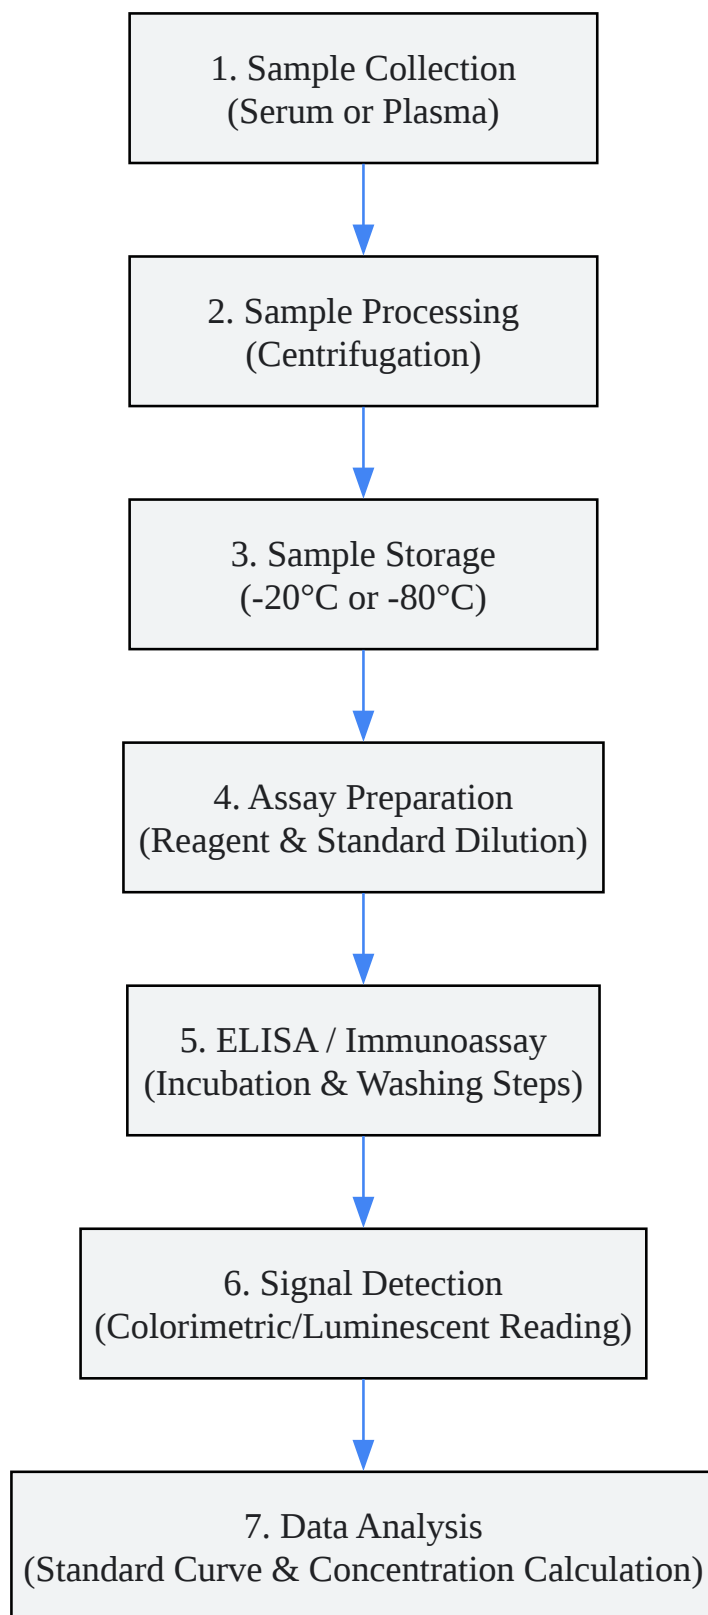 1. Sample Collection
(Serum or Plasma)
2. Sample Processing
(Centrifugation)
3. Sample Storage
(-20°C or -80°C)
4. Assay Preparation
(Reagent & Standard Dilution)
5. ELISA / Immunoassay
(Incubation & Washing Steps)
6. Signal Detection
(Colorimetric/Luminescent Reading)
7. Data Analysis
(Standard Curve & Concentration Calculation)